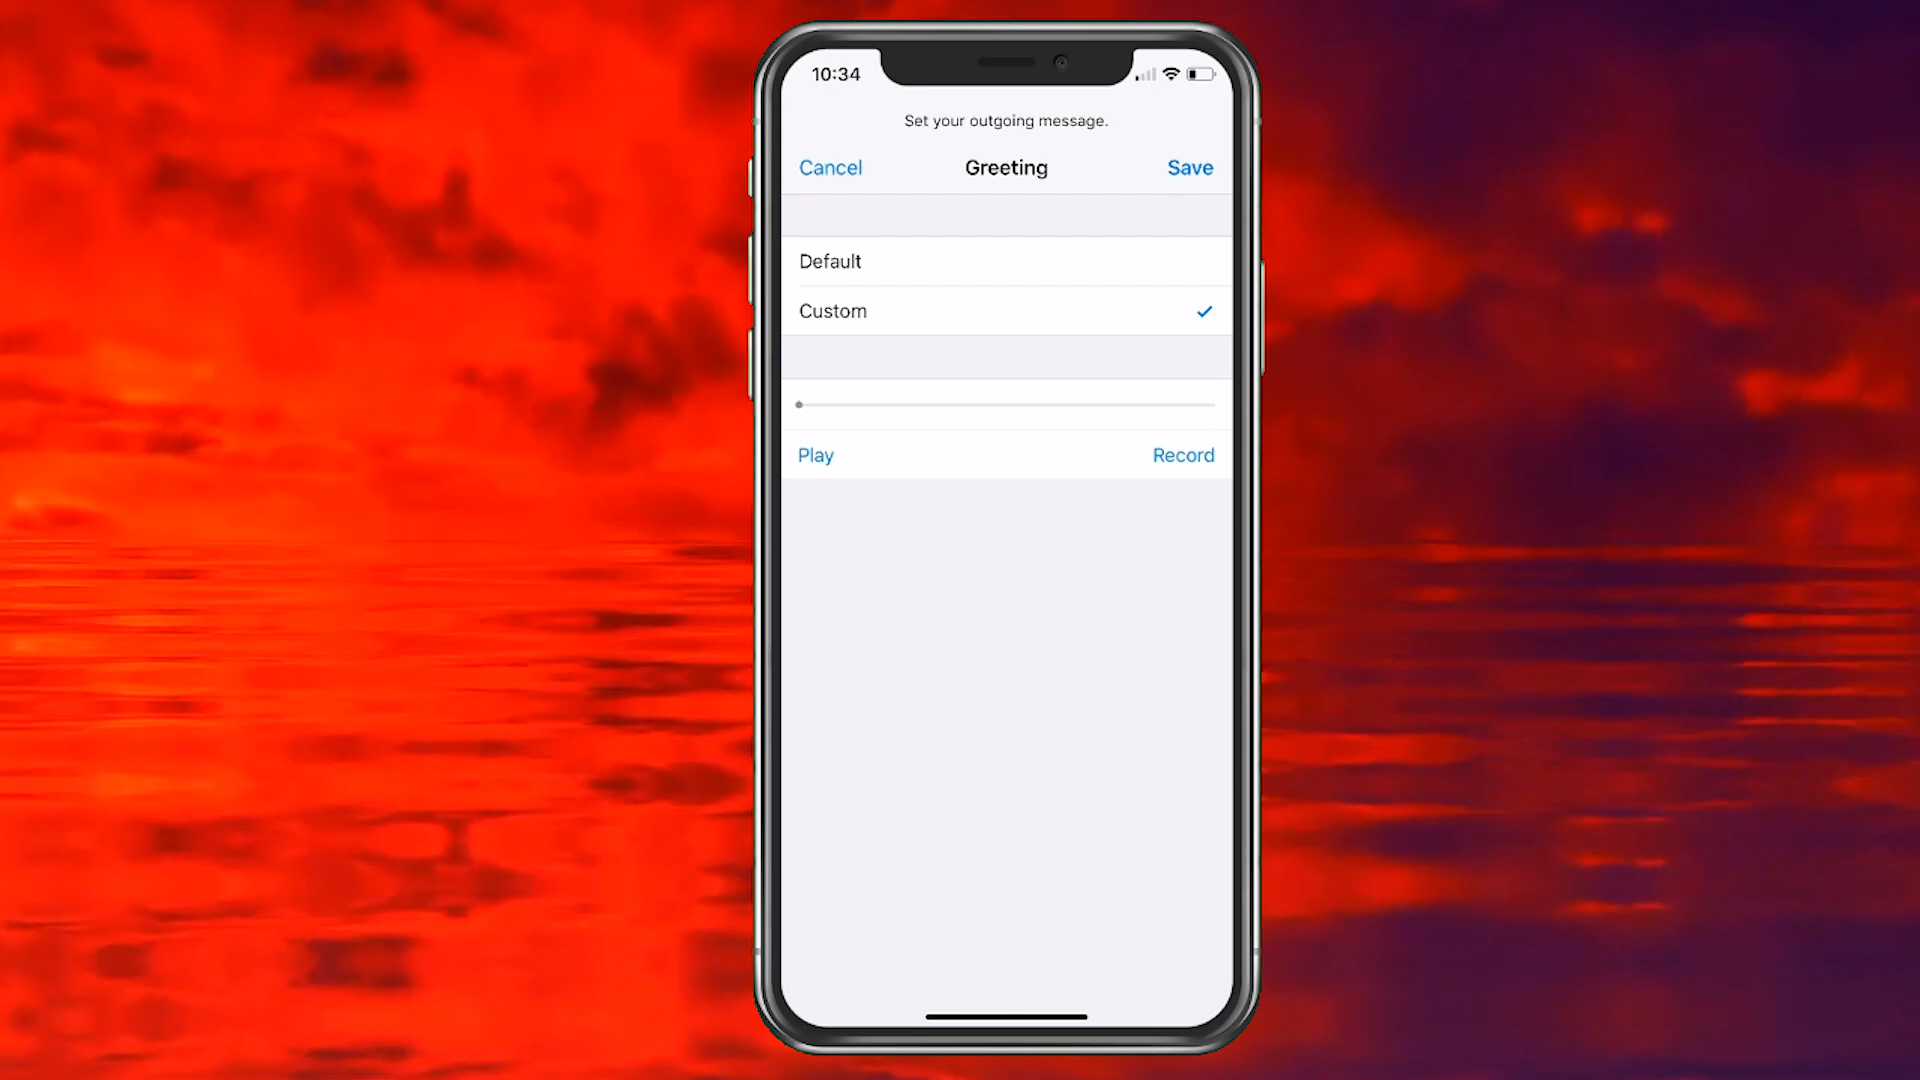 10:34
Set your outgoing message.
Cancel Greeting Save
Default
Custom
Play Record